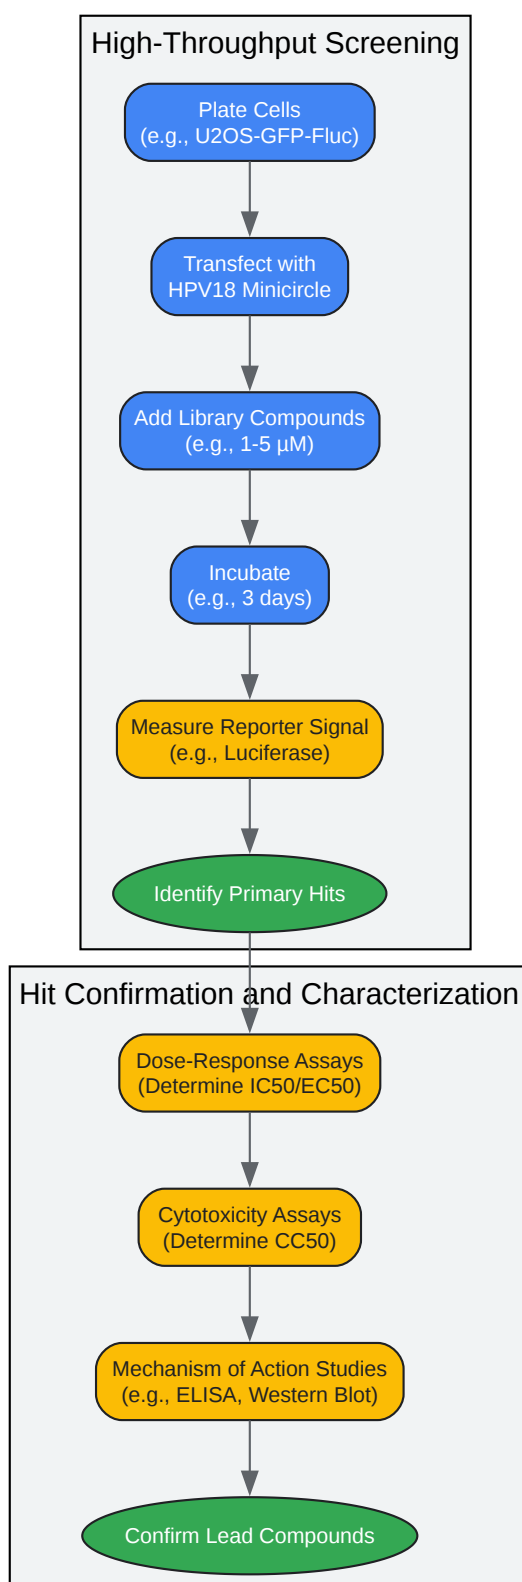 High-Throughput Screening
Plate Cells
(e.g., U2OS-GFP-Fluc)
Transfect with
HPV18 Minicircle
Add Library Compounds
(e.g., 1-5 µM)
Incubate
(e.g., 3 days)
Measure Reporter Signal
(e.g., Luciferase)
Identify Primary Hits
Hit Confirmation and Characterization
Dose-Response Assays
(Determine IC50/EC50)
Cytotoxicity Assays
(Determine CC50)
Mechanism of Action Studies
(e.g., ELISA, Western Blot)
Confirm Lead Compounds